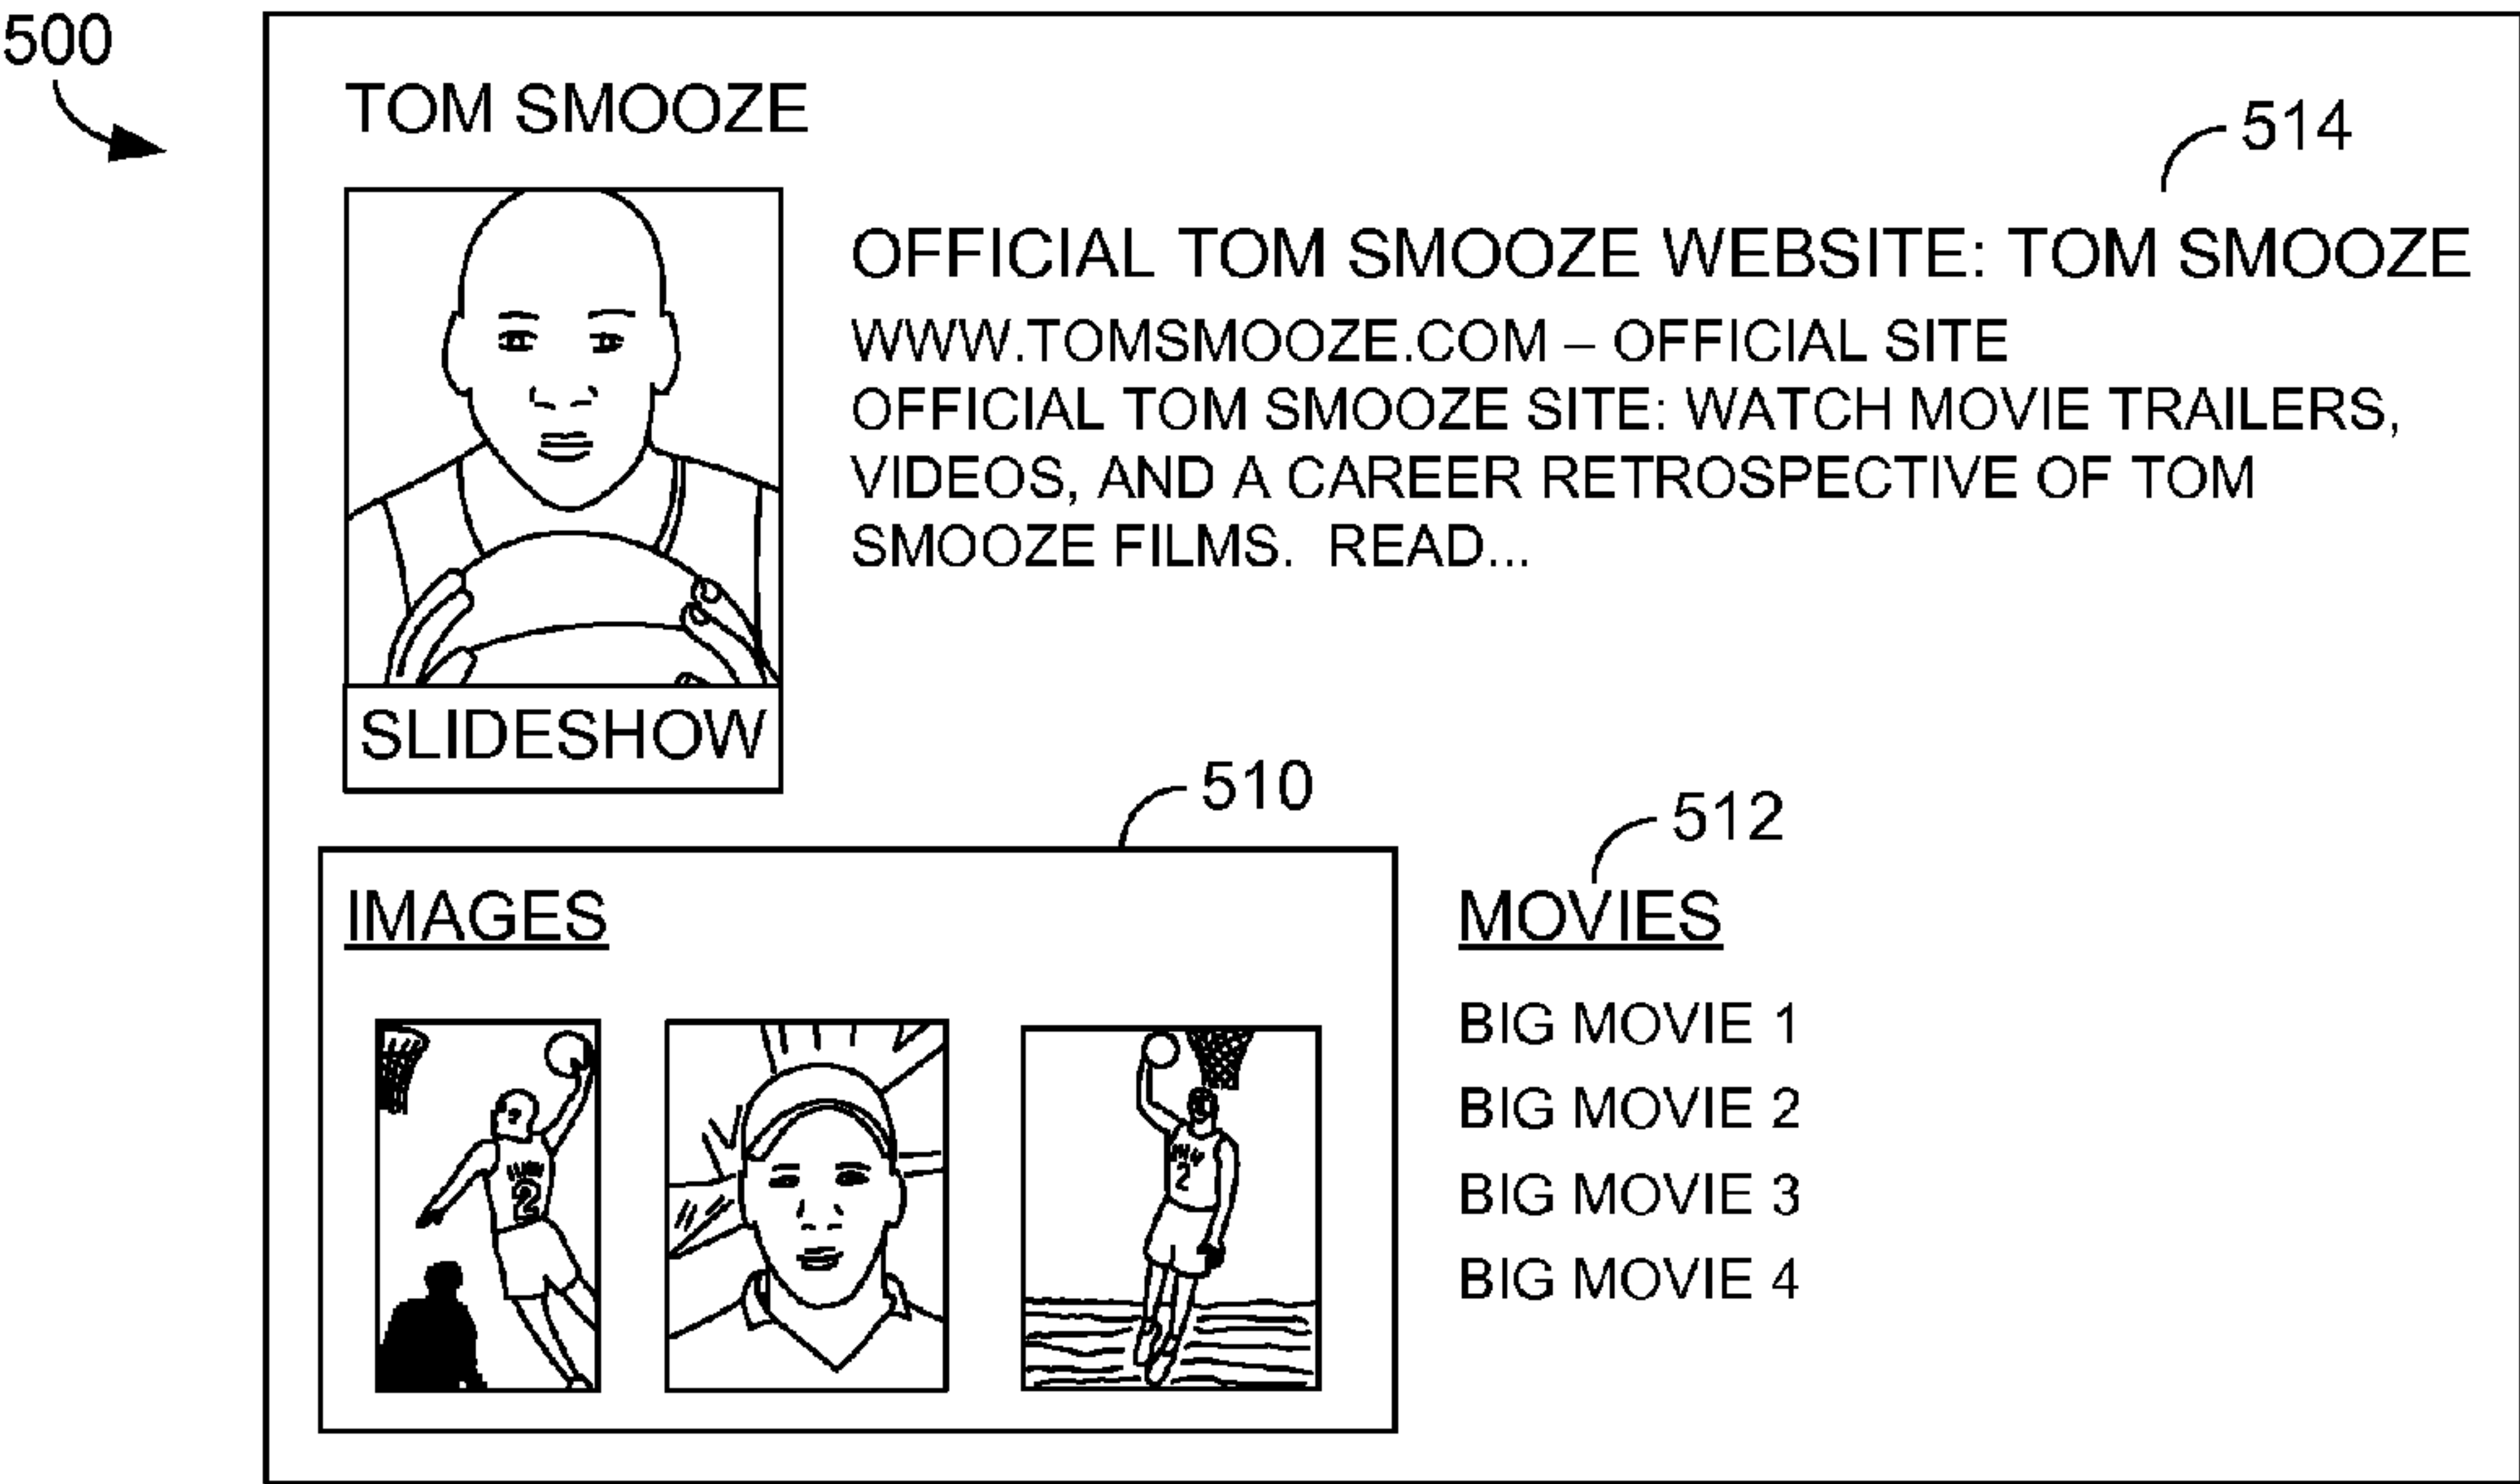 500
TOM SMOOZE
514
OFFICIAL TOM SMOOZE WEBSITE: TOM SMOOZE
WWW.TOMSMOOZE.COM – OFFICIAL SITE
OFFICIAL TOM SMOOZE SITE: WATCH MOVIE TRAILERS,
VIDEOS, AND A CAREER RETROSPECTIVE OF TOM
SMOOZE FILMS. READ...
SLIDESHOW
510
512
IMAGES
2
2
MOVIES
BIG MOVIE 1
BIG MOVIE 2
BIG MOVIE 3
BIG MOVIE 4